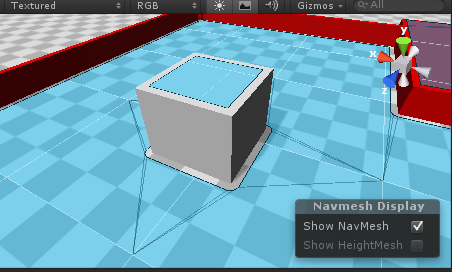 Textured RGB Gizmos All
y
x
z
Navmesh Display
Show NavMesh
Show HeightMesh